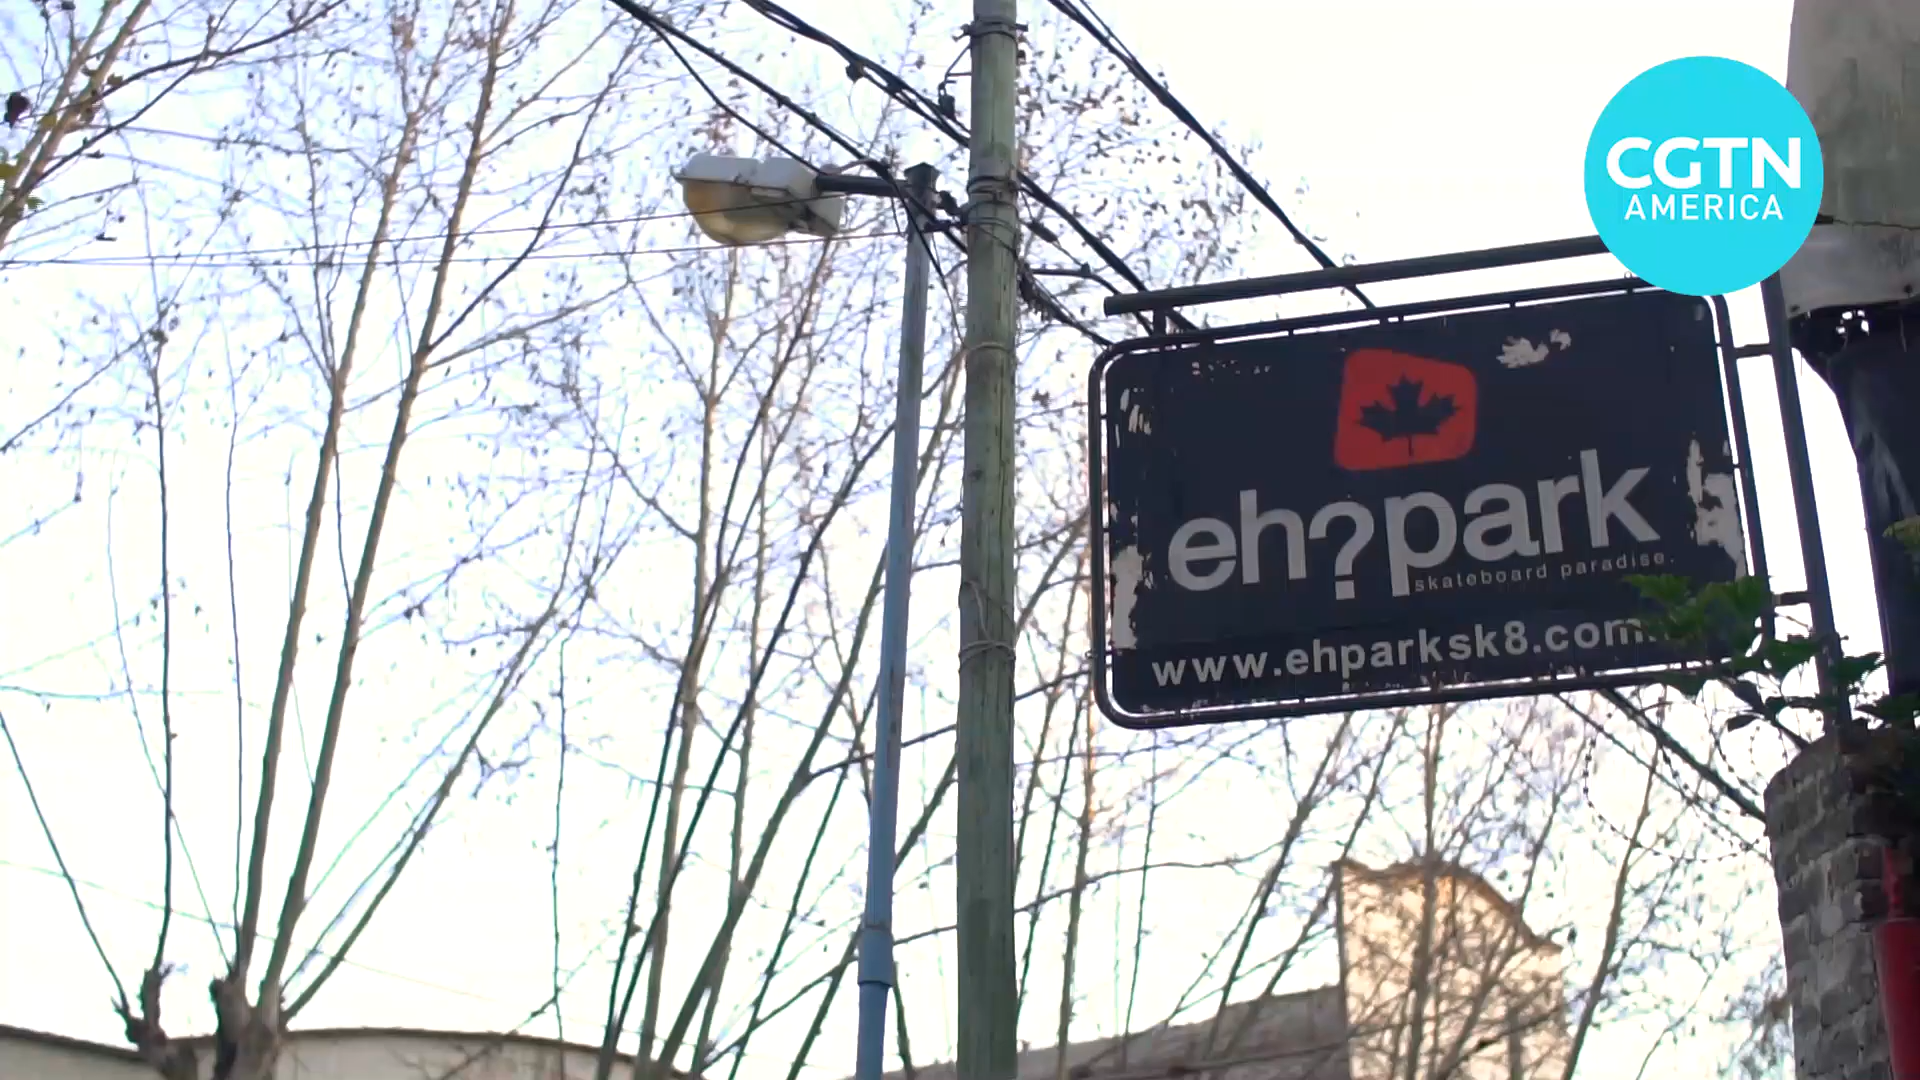 CGTN
AMERICA
eh?park
skateboard paradise.
www.ehparksk8.com